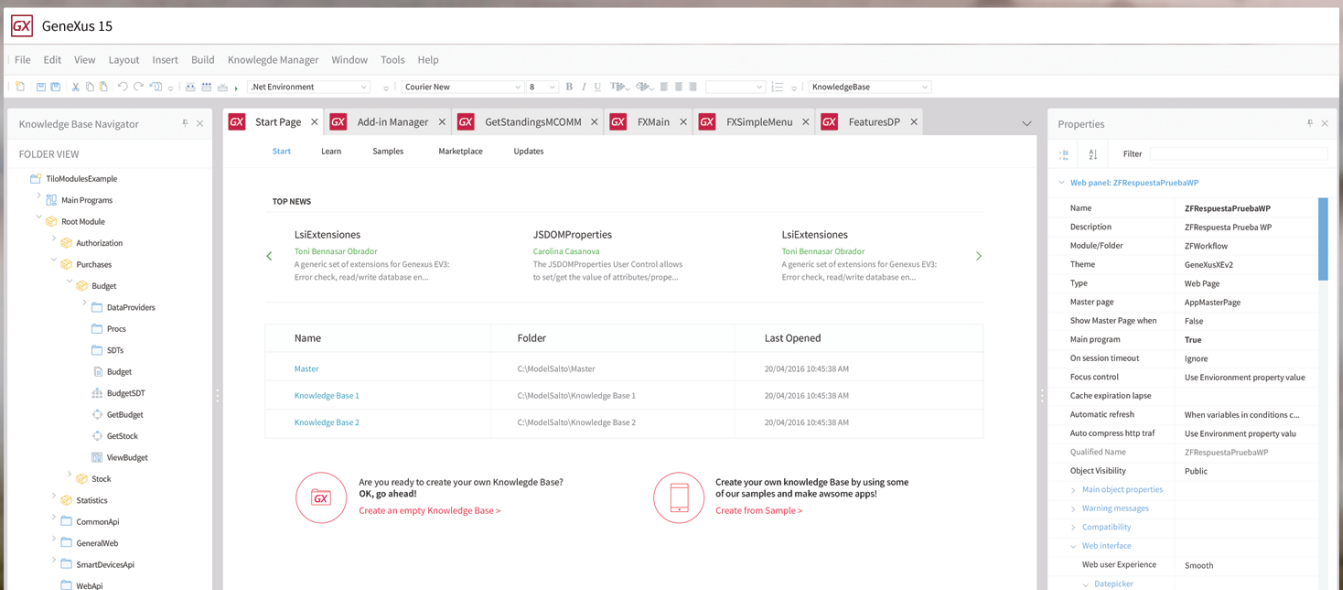 GX GeneXus 15
File Edit View Layout Insert Build Knowlegde Manager Window Tools Help
.Net Environment Courier New 8 B I U KnowledgeBase
Knowledge Base Navigator
FOLDER VIEW
TiloModulesExample
Main Programs
Root Module
Authorization
Purchases
Budget
DataProviders
Procs
SDTs
Budget
BudgetSDT
GetBudget
GetStock
ViewBudget
Stock
Statistics
CommonApi
GeneralWeb
SmartDevicesApi
WebApi
GX Start Page GX Add-in Manager GX GetStandingsMCOMM GX FXMain GX FXSimpleMenu GX FeaturesDP
Start Learn Samples Marketplace Updates
TOP NEWS
LsiExtensiones
Toni Bennasar Obrador
A generic set of extensions for Genexus EV3:
Error check, read/write database en...
JSDOMProperties
Carolina Casanova
The JSDOMProperties User Control allows
to set/get the value of attributes/prope...
LsiExtensiones
Toni Bennasar Obrador
A generic set of extensions for Genexus EV3:
Error check, read/write database en...
Name Folder Last Opened
Master C:\ModelSalto\Master 20/04/2016 10:45:38 AM
Knowledge Base 1 C:\ModelSalto\Knowledge Base 1 20/04/2016 10:45:38 AM
Knowledge Base 2 C:\ModelSalto\Knowledge Base 2 20/04/2016 10:45:38 AM
GX
Are you ready to create your own Knowlegde Base?
OK, go ahead!
Create an empty Knowledge Base >
Create your own knowledge Base by using some
of our samples and make awsome apps!
Create from Sample >
Properties
Filter
Web panel: ZFRespuestaPruebaWP
Name ZFRespuestaPruebaWP
Description ZFRespuesta Prueba WP
Module/Folder ZFWorkflow
Theme GeneXusXEv2
Type Web Page
Master page AppMasterPage
Show Master Page when False
Main program True
On session timeout Ignore
Focus control Use Envioronment property value
Cache expiration lapse
Automatic refresh When variables in conditions c...
Auto compress http traf Use Environment property valu
Qualified Name ZFRespuestaPruebaWP
Object Visibility Public
Main object properties
Warning messages
Compatibility
Web interface
Web user Experience Smooth
Datepicker